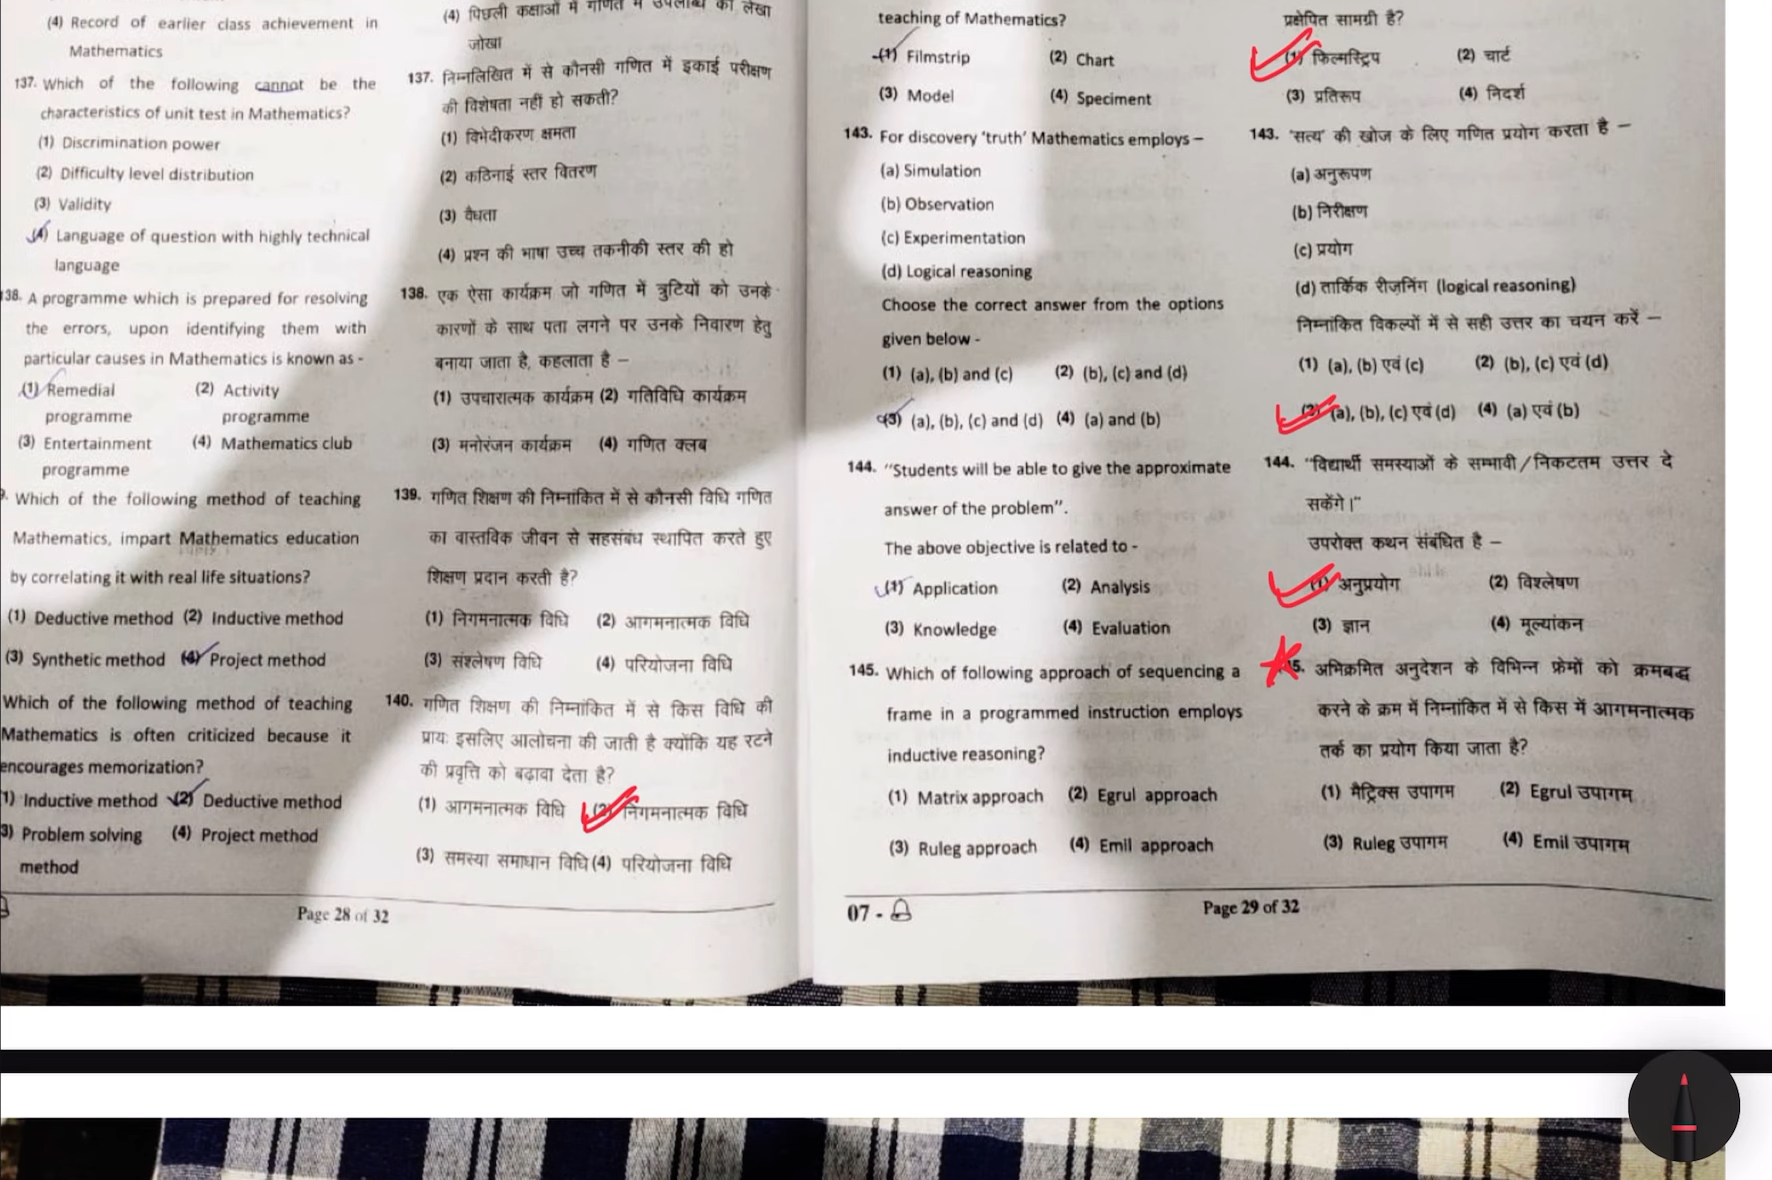 (4) Record of earlier class achievement in
Mathematics
137. Which of the following cannot be the
characteristics of unit test in Mathematics?
(1) Discrimination power
(2) Difficulty level distribution
(3) Validity
(4) Language of question with highly technical
language
138. A programme which is prepared for resolving
the errors, upon identifying them with
particular causes in Mathematics is known as -
(1) Remedial (2) Activity
programme programme
(3) Entertainment (4) Mathematics club
programme
9. Which of the following method of teaching
Mathematics, impart Mathematics education
by correlating it with real life situations?
(1) Deductive method (2) Inductive method
(3) Synthetic method (4) Project method
Which of the following method of teaching
Mathematics is often criticized because it
encourages memorization?
1) Inductive method (2) Deductive method
3) Problem solving (4) Project method
method
Page 28 of 32
(4) पिछली कक्षाओं में गणित में उपलब्धि का लेखा
जोखा
137. निम्नलिखित में से कौनसी गणित में इकाई परीक्षण
की विशेषता नहीं हो सकती?
(1) विभेदीकरण क्षमता
(2) कठिनाई स्तर वितरण
(3) वैधता
(4) प्रश्न की भाषा उच्च तकनीकी स्तर की हो
138. एक ऐसा कार्यक्रम जो गणित में त्रुटियों को उनके
कारणों के साथ पता लगने पर उनके निवारण हेतु
बनाया जाता है, कहलाता है –
(1) उपचारात्मक कार्यक्रम (2) गतिविधि कार्यक्रम
(3) मनोरंजन कार्यक्रम (4) गणित क्लब
139. गणित शिक्षण की निम्नांकित में से कौनसी विधि गणित
का वास्तविक जीवन से सहसंबंध स्थापित करते हुए
शिक्षण प्रदान करती है?
(1) निगमनात्मक विधि (2) आगमनात्मक विधि
(3) संश्लेषण विधि (4) परियोजना विधि
140. गणित शिक्षण की निम्नांकित में से किस विधि की
प्रायः इसलिए आलोचना की जाती है क्योंकि यह रटने
की प्रवृत्ति को बढ़ावा देता है?
(1) आगमनात्मक विधि (2) निगमनात्मक विधि
(3) समस्या समाधान विधि (4) परियोजना विधि
teaching of Mathematics?
(1) Filmstrip (2) Chart
(3) Model (4) Speciment
143. For discovery 'truth' Mathematics employs –
(a) Simulation
(b) Observation
(c) Experimentation
(d) Logical reasoning
Choose the correct answer from the options
given below -
(1) (a), (b) and (c) (2) (b), (c) and (d)
(3) (a), (b), (c) and (d) (4) (a) and (b)
144. "Students will be able to give the approximate
answer of the problem".
The above objective is related to -
(1) Application (2) Analysis
(3) Knowledge (4) Evaluation
145. Which of following approach of sequencing a
frame in a programmed instruction employs
inductive reasoning?
(1) Matrix approach (2) Egrul approach
(3) Ruleg approach (4) Emil approach
07 -
Page 29 of 32
प्रक्षेपित सामग्री है?
(1) फिल्मस्ट्रिप (2) चार्ट
(3) प्रतिरूप (4) निदर्श
143. 'सत्य' की खोज के लिए गणित प्रयोग करता है –
(a) अनुरूपण
(b) निरीक्षण
(c) प्रयोग
(d) तार्किक रीज़निंग (logical reasoning)
निम्नांकित विकल्पों में से सही उत्तर का चयन करें –
(1) (a), (b) एवं (c) (2) (b), (c) एवं (d)
(3) (a), (b), (c) एवं (d) (4) (a) एवं (b)
144. "विद्यार्थी समस्याओं के सम्भावी/निकटतम उत्तर दे
सकेंगे।"
उपरोक्त कथन संबंधित है –
(1) अनुप्रयोग (2) विश्लेषण
(3) ज्ञान (4) मूल्यांकन
145. अभिक्रमित अनुदेशन के विभिन्न फ्रेमों को क्रमबद्ध
करने के क्रम में निम्नांकित में से किस में आगमनात्मक
तर्क का प्रयोग किया जाता है?
(1) मैट्रिक्स उपागम (2) Egrul उपागम
(3) Ruleg उपागम (4) Emil उपागम